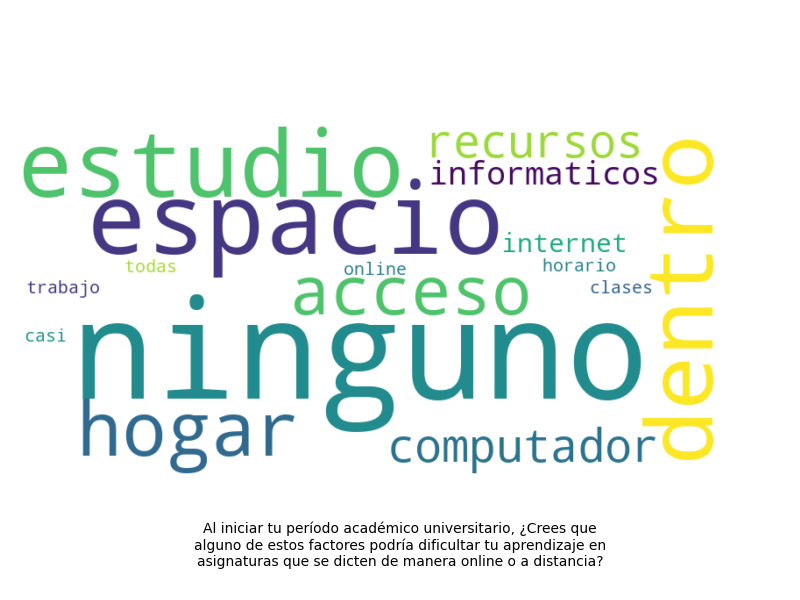 estudio
recursos
informaticos
espacio
dentro
internet
todas
online
horario
trabajo
acceso
clases
casi
ninguno
hogar
computador
Al iniciar tu período académico universitario, ¿Crees que
alguno de estos factores podría dificultar tu aprendizaje en
asignaturas que se dicten de manera online o a distancia?